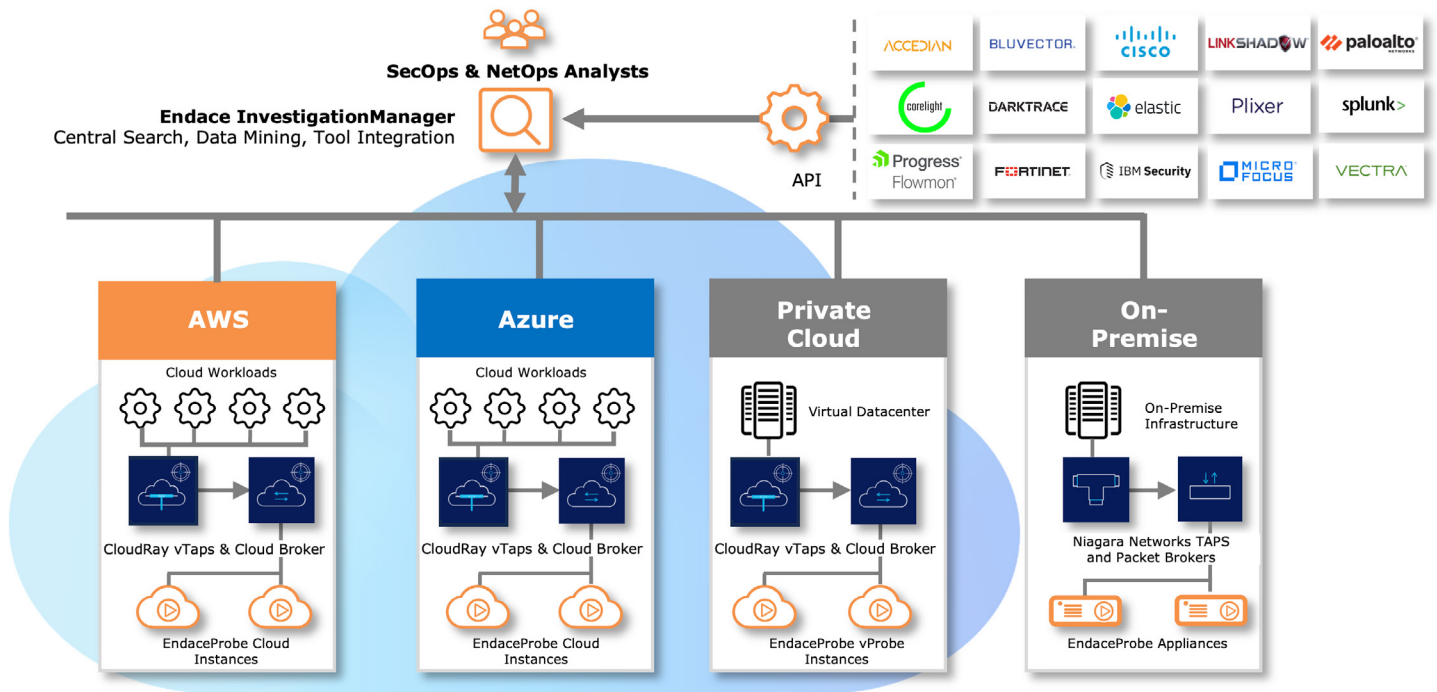 SecOps & NetOps Analysts
Endace InvestigationManager
Central Search, Data Mining, Tool Integration
API
ACCEDIAN
BLUVECTOR.
CISCO
LINKSHADOW
paloalto
NETWORKS
corelight
DARKTRACE
elastic
Plixer
splunk>
Progress®
Flowmon®
FORTINET
IBM Security
MICRO
FOCUS
VECTRA
AWS
Cloud Workloads
CloudRay vTaps & Cloud Broker
EndaceProbe Cloud
Instances
Azure
Cloud Workloads
CloudRay vTaps & Cloud Broker
EndaceProbe Cloud
Instances
Private
Cloud
Virtual Datacenter
CloudRay vTaps & Cloud Broker
EndaceProbe vProbe
Instances
On-
Premise
On-Premise
Infrastructure
Niagara Networks TAPS
and Packet Brokers
EndaceProbe Appliances